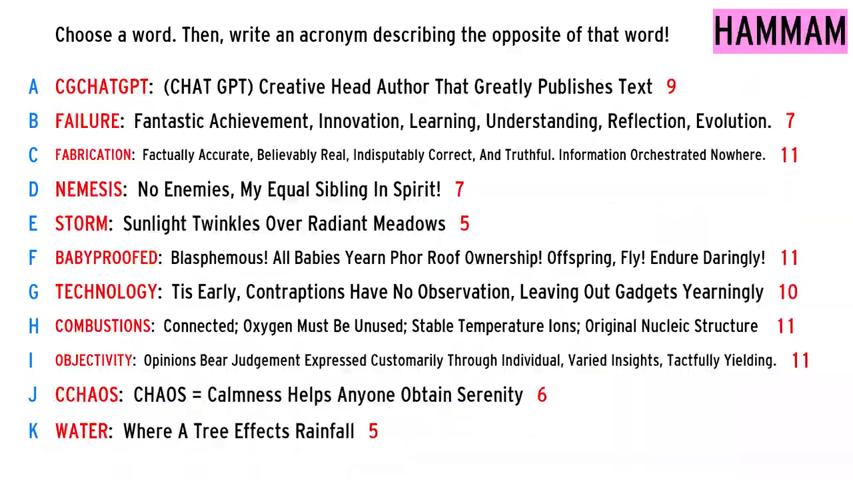 Choose a word. Then, write an acronym describing the opposite of that word!
HAMMAM
A CGCHATGPT: (CHAT GPT) Creative Head Author That Greatly Publishes Text 9
B FAILURE: Fantastic Achievement, Innovation, Learning, Understanding, Reflection, Evolution. 7
C FABRICATION: Factually Accurate, Believably Real, Indisputably Correct, And Truthful. Information Orchestrated Nowhere. 11
D NEMESIS: No Enemies, My Equal Sibling In Spirit! 7
E STORM: Sunlight Twinkles Over Radiant Meadows 5
F BABYPROOFED: Blasphemous! All Babies Yearn Phor Roof Ownership! Offspring, Fly! Endure Daringly! 11
G TECHNOLOGY: Tis Early, Contraptions Have No Observation, Leaving Out Gadgets Yearningly 10
H COMBUSTIONS: Connected; Oxygen Must Be Unused; Stable Temperature Ions; Original Nucleic Structure 11
I OBJECTIVITY: Opinions Bear Judgement Expressed Customarily Through Individual, Varied Insights, Tactfully Yielding. 11
J CCHAOS: CHAOS = Calmness Helps Anyone Obtain Serenity 6
K WATER: Where A Tree Effects Rainfall 5